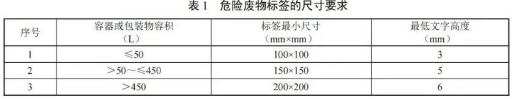 表 1 危险废物标签的尺寸要求
序号 容器或包装物容积 标签最小尺寸 最低文字高度
（L） （mm×mm） （mm）
1 ≤50 100×100 3
2 >50～≤450 150×150 5
3 >450 200×200 6